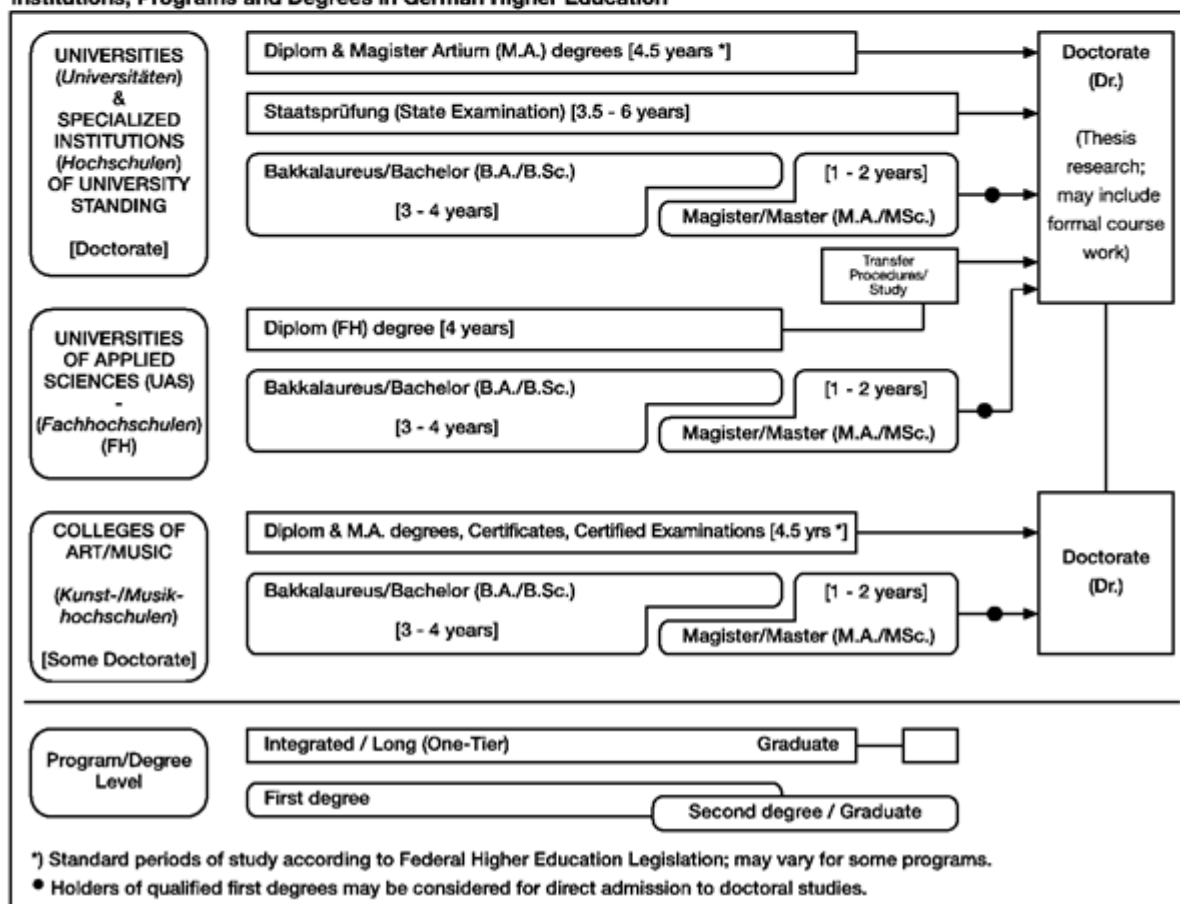 Institutions, Programs and Degrees in German Higher Education
UNIVERSITIES
(Universitäten)
&
SPECIALIZED
INSTITUTIONS
(Hochschulen)
OF UNIVERSITY
STANDING
[Doctorate]
Diplom & Magister Artium (M.A.) degrees [4.5 years *]
Staatsprüfung (State Examination) [3.5 - 6 years]
Bakkalaureus/Bachelor (B.A./B.Sc.)
[3 - 4 years]
[1 - 2 years]
Magister/Master (M.A./MSc.)
Doctorate
(Dr.)
(Thesis
research;
may include
formal course
work)
Transfer
Procedures/
Study
UNIVERSITIES
OF APPLIED
SCIENCES (UAS)
-
(Fachhochschulen)
(FH)
Diplom (FH) degree [4 years]
Bakkalaureus/Bachelor (B.A./B.Sc.)
[3 - 4 years]
[1 - 2 years]
Magister/Master (M.A./MSc.)
COLLEGES OF
ART/MUSIC
(Kunst-/Musik-
hochschulen)
[Some Doctorate]
Diplom & M.A. degrees, Certificates, Certified Examinations [4.5 yrs *]
Bakkalaureus/Bachelor (B.A./B.Sc.)
[3 - 4 years]
[1 - 2 years]
Magister/Master (M.A./MSc.)
Doctorate
(Dr.)
Program/Degree
Level
Integrated / Long (One-Tier)
Graduate
First degree
Second degree / Graduate
*) Standard periods of study according to Federal Higher Education Legislation; may vary for some programs.
● Holders of qualified first degrees may be considered for direct admission to doctoral studies.